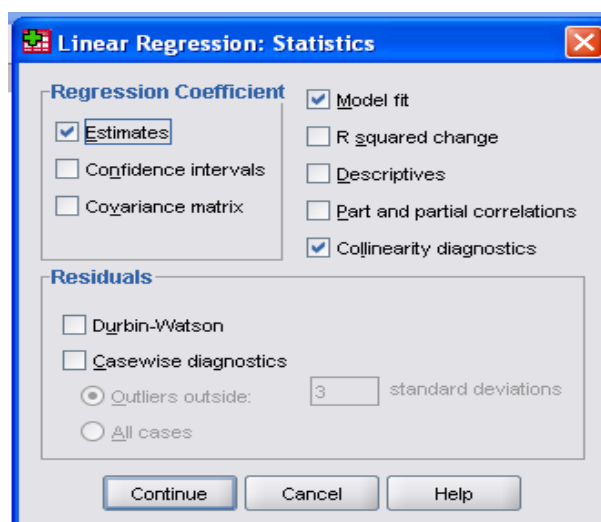 Linear Regression: Statistics
Regression Coefficient
Estimates
Confidence intervals
Covariance matrix
Model fit
R squared change
Descriptives
Part and partial correlations
Collinearity diagnostics
Residuals
Durbin-Watson
Casewise diagnostics
Outliers outside: 3 standard deviations
All cases
Continue Cancel Help